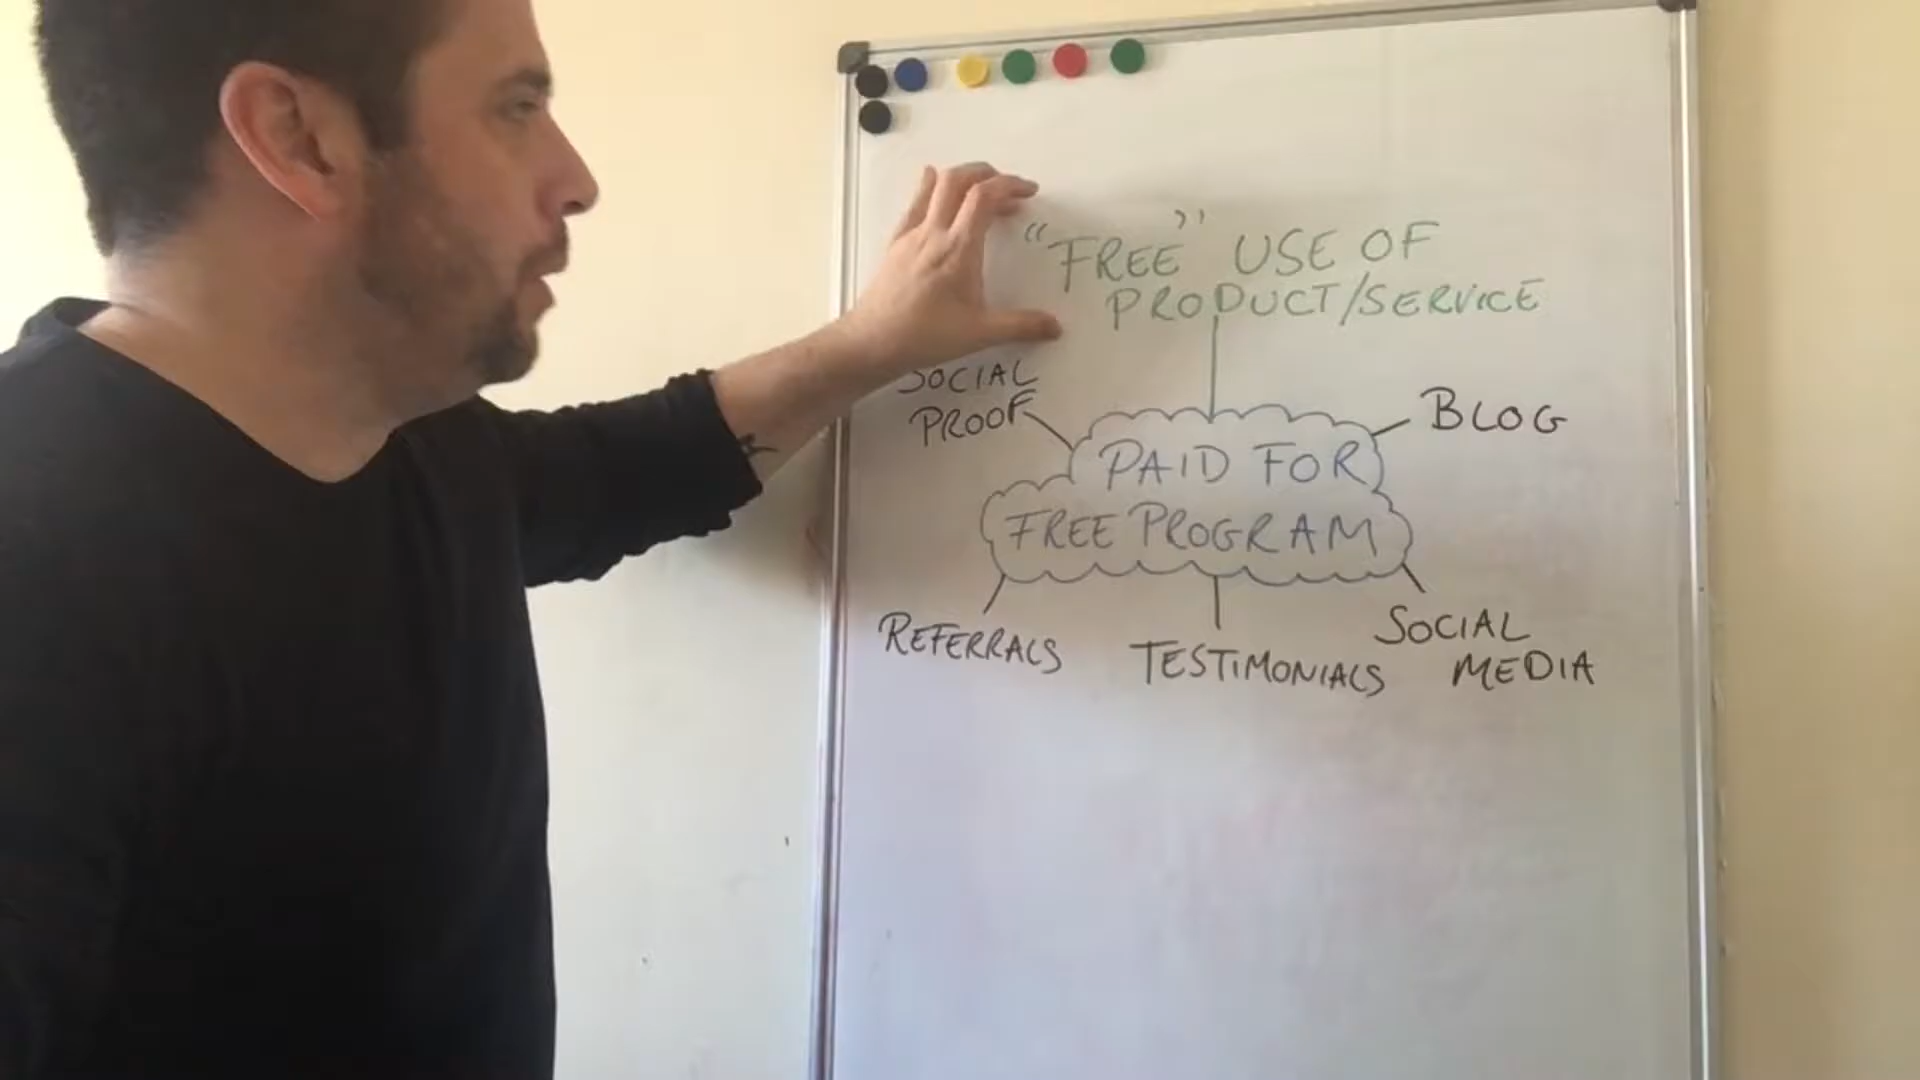 “FREE” USE OF
PRODUCT/SERVICE
SOCIAL
PROOF
BLOG
PAID FOR
FREE PROGRAM
REFERRALS
TESTIMONIALS
SOCIAL
MEDIA